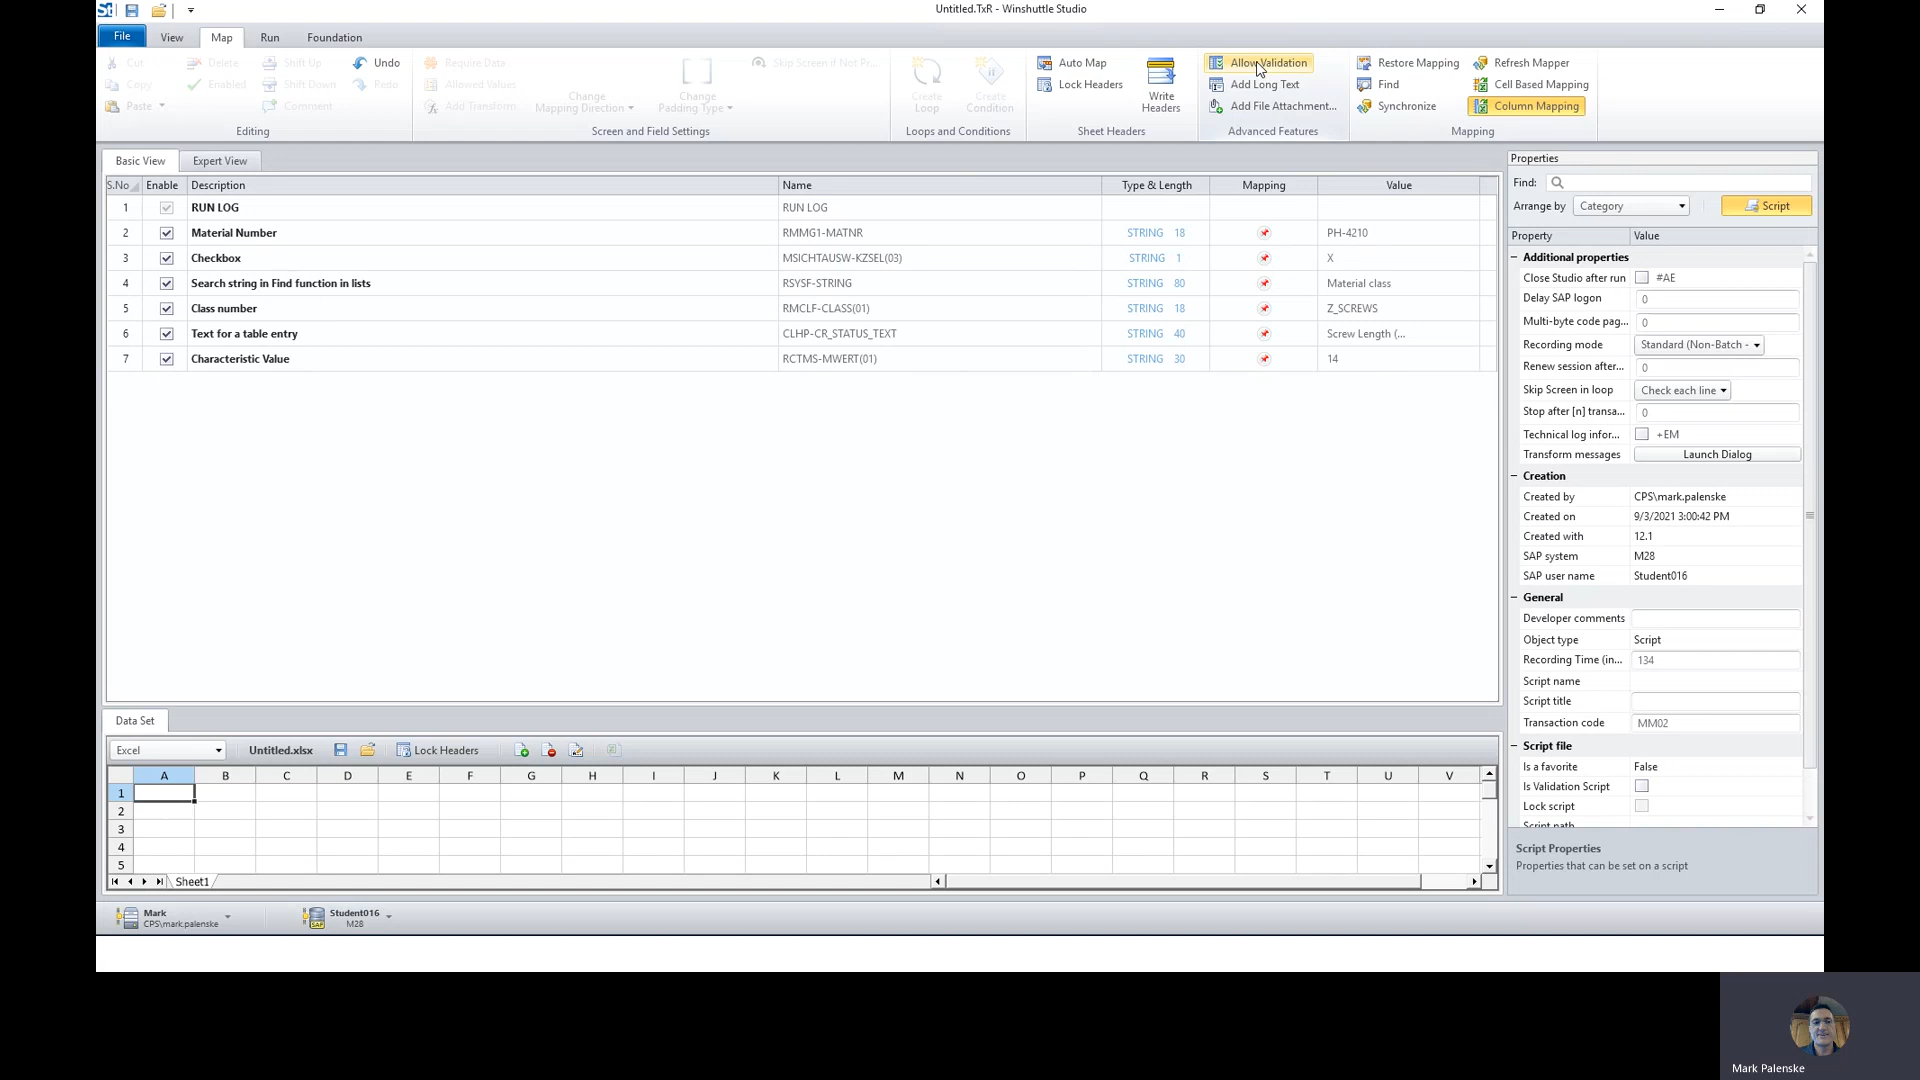 Untitled.TxR - Winshuttle Studio
File View Map Run Foundation
Cut Delete Shift Up Undo Require Data Skip Screen if Not Pr... Auto Map Allow Validation Restore Mapping Refresh Mapper
Copy Enabled Shift Down Redo Allowed Values Change Mapping Direction Change Padding Type Create Loop Create Condition Lock Headers Write Headers Add Long Text Find Cell Based Mapping
Paste Comment Add Transform Add File Attachment... Synchronize Column Mapping
Editing Screen and Field Settings Loops and Conditions Sheet Headers Advanced Features Mapping
Basic View Expert View
S.No Enable Description Name Type & Length Mapping Value
1 RUN LOG RUN LOG
2 Material Number RMMG1-MATNR STRING 18 PH-4210
3 Checkbox MSICHTAUSW-KZSEL(03) STRING 1 X
4 Search string in Find function in lists RSYSF-STRING STRING 80 Material class
5 Class number RMCLF-CLASS(01) STRING 18 Z_SCREWS
6 Text for a table entry CLHP-CR_STATUS_TEXT STRING 40 Screw Length (...
7 Characteristic Value RCTMS-MWERT(01) STRING 30 14
Properties
Find:
Arrange by Category Script
Property Value
Additional properties
Close Studio after run #AE
Delay SAP logon 0
Multi-byte code pag... 0
Recording mode Standard (Non-Batch -
Renew session after... 0
Skip Screen in loop Check each line
Stop after [n] transa... 0
Technical log infor... +EM
Transform messages Launch Dialog
Creation
Created by CPS\mark.palenske
Created on 9/3/2021 3:00:42 PM
Created with 12.1
SAP system M28
SAP user name Student016
General
Developer comments
Object type Script
Recording Time (in... 134
Script name
Script title
Transaction code MM02
Script file
Is a favorite False
Is Validation Script
Lock script
Script path
Script Properties
Properties that can be set on a script
Data Set
Excel Untitled.xlsx Lock Headers
A B C D E F G H I J K L M N O P Q R S T U V
1
2
3
4
5
Sheet1
Mark Student016
CPS\mark.palenske M28
Mark Palenske